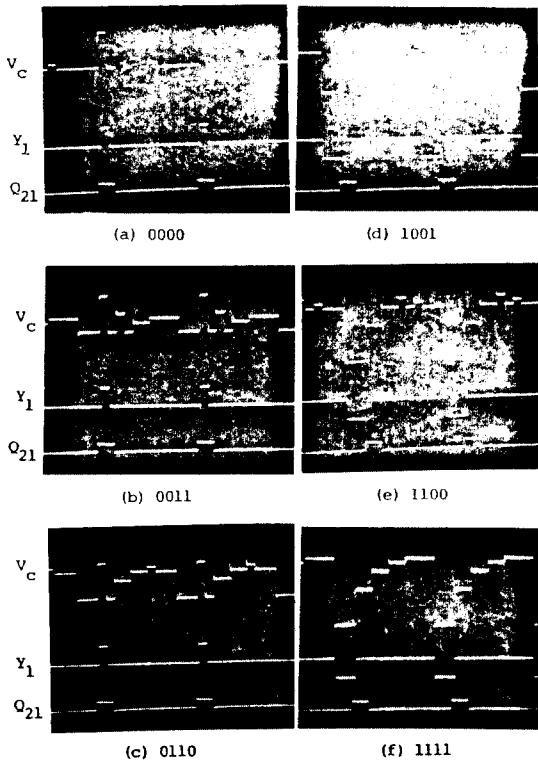 V_C
Y_1
Q_21
(a) 0000
(d) 1001
V_C
Y_1
Q_21
(b) 0011
(e) 1100
V_C
Y_1
Q_21
(c) 0110
(f) 1111